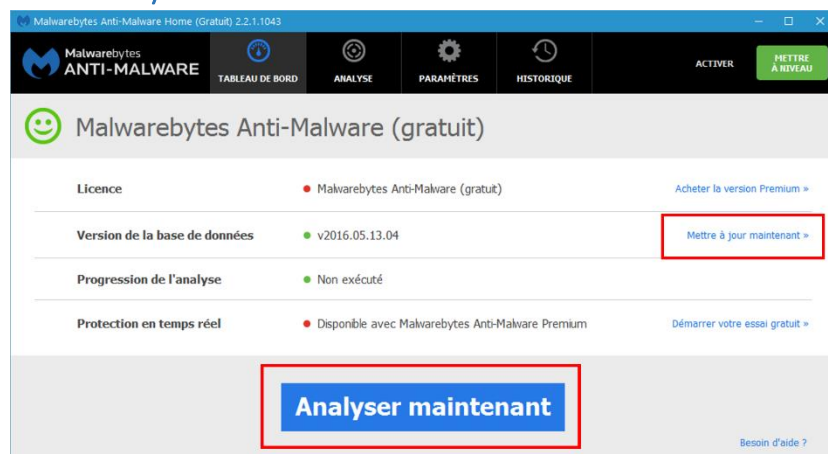 Malwarebytes Anti-Malware Home (Gratuit) 2.2.1.1043
Malwarebytes
ANTI-MALWARE
TABLEAU DE BORD
ANALYSE
PARAMÈTRES
HISTORIQUE
ACTIVER
METTRE
À NIVEAU
Malwarebytes Anti-Malware (gratuit)
Licence Malwarebytes Anti-Malware (gratuit) Acheter la version Premium »
Version de la base de données v2016.05.13.04 Mettre à jour maintenant »
Progression de l'analyse Non exécuté
Protection en temps réel Disponible avec Malwarebytes Anti-Malware Premium Démarrer votre essai gratuit »
Analyser maintenant
Besoin d'aide ?